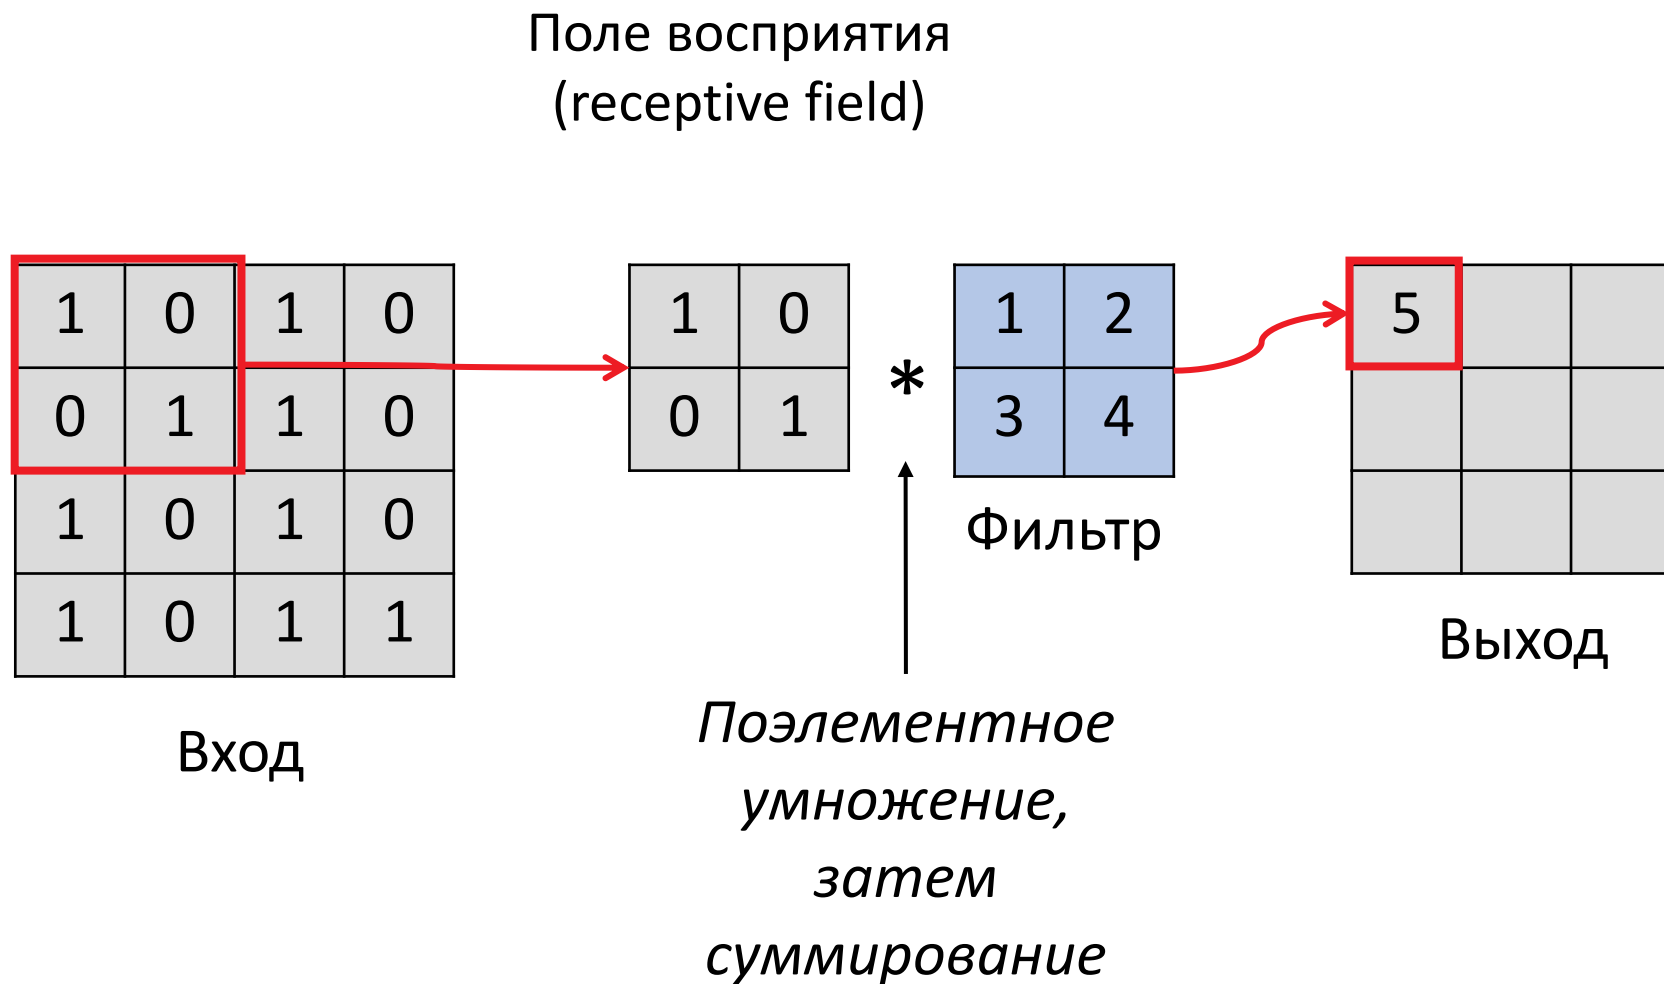 Поле восприятия
(receptive field)
1 0 1 0
0 1 1 0
1 0 1 0
1 0 1 1
Вход
1 0
0 1
*
1 2
3 4
Фильтр
5
Выход
Поэлементное
умножение,
затем
суммирование